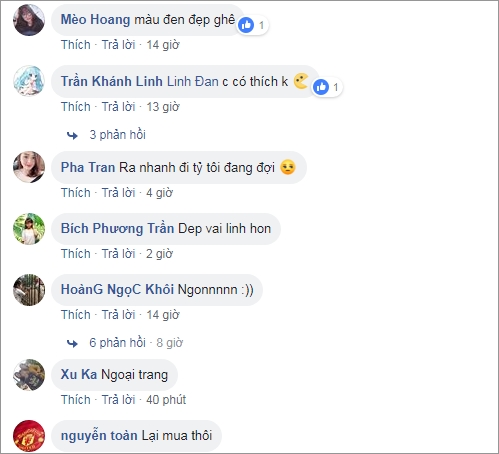 Mèo Hoang màu đen đẹp ghê 1
Thích · Trả lời · 14 giờ
Trần Khánh Linh Linh Đan c có thích k 1
Thích · Trả lời · 13 giờ
3 phản hồi
Pha Tran Ra nhanh đi tỷ tôi đang đợi
Thích · Trả lời · 4 giờ
Bích Phương Trần Dep vai linh hon
Thích · Trả lời · 2 giờ
HoảnG NgọC Khôi Ngonnnnn :))
Thích · Trả lời · 14 giờ
6 phản hồi · 8 giờ
Xu Ka Ngoại trang
Thích · Trả lời · 40 phút
nguyễn toản Lại mua thôi